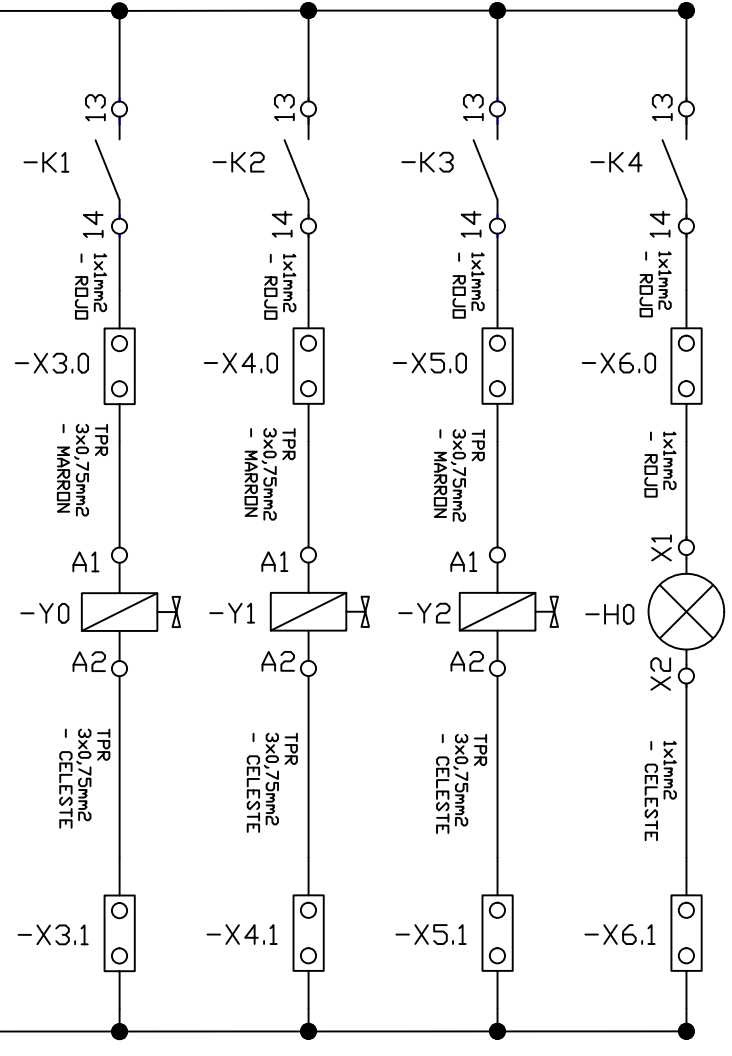 13
13
13
13
-K1
-K2
-K3
-K4
14
14
14
14
1x1mm2
- ROJO
1x1mm2
- ROJO
1x1mm2
- ROJO
1x1mm2
- ROJO
-X3.0
-X4.0
-X5.0
-X6.0
TPR
3x0,75mm2
- MARRON
TPR
3x0,75mm2
- MARRON
TPR
3x0,75mm2
- MARRON
1x1mm2
- ROJO
A1
A1
A1
X1
-Y0
-Y1
-Y2
-H0
A2
A2
A2
X2
TPR
3x0,75mm2
- CELESTE
TPR
3x0,75mm2
- CELESTE
TPR
3x0,75mm2
- CELESTE
1x1mm2
- CELESTE
-X3.1
-X4.1
-X5.1
-X6.1